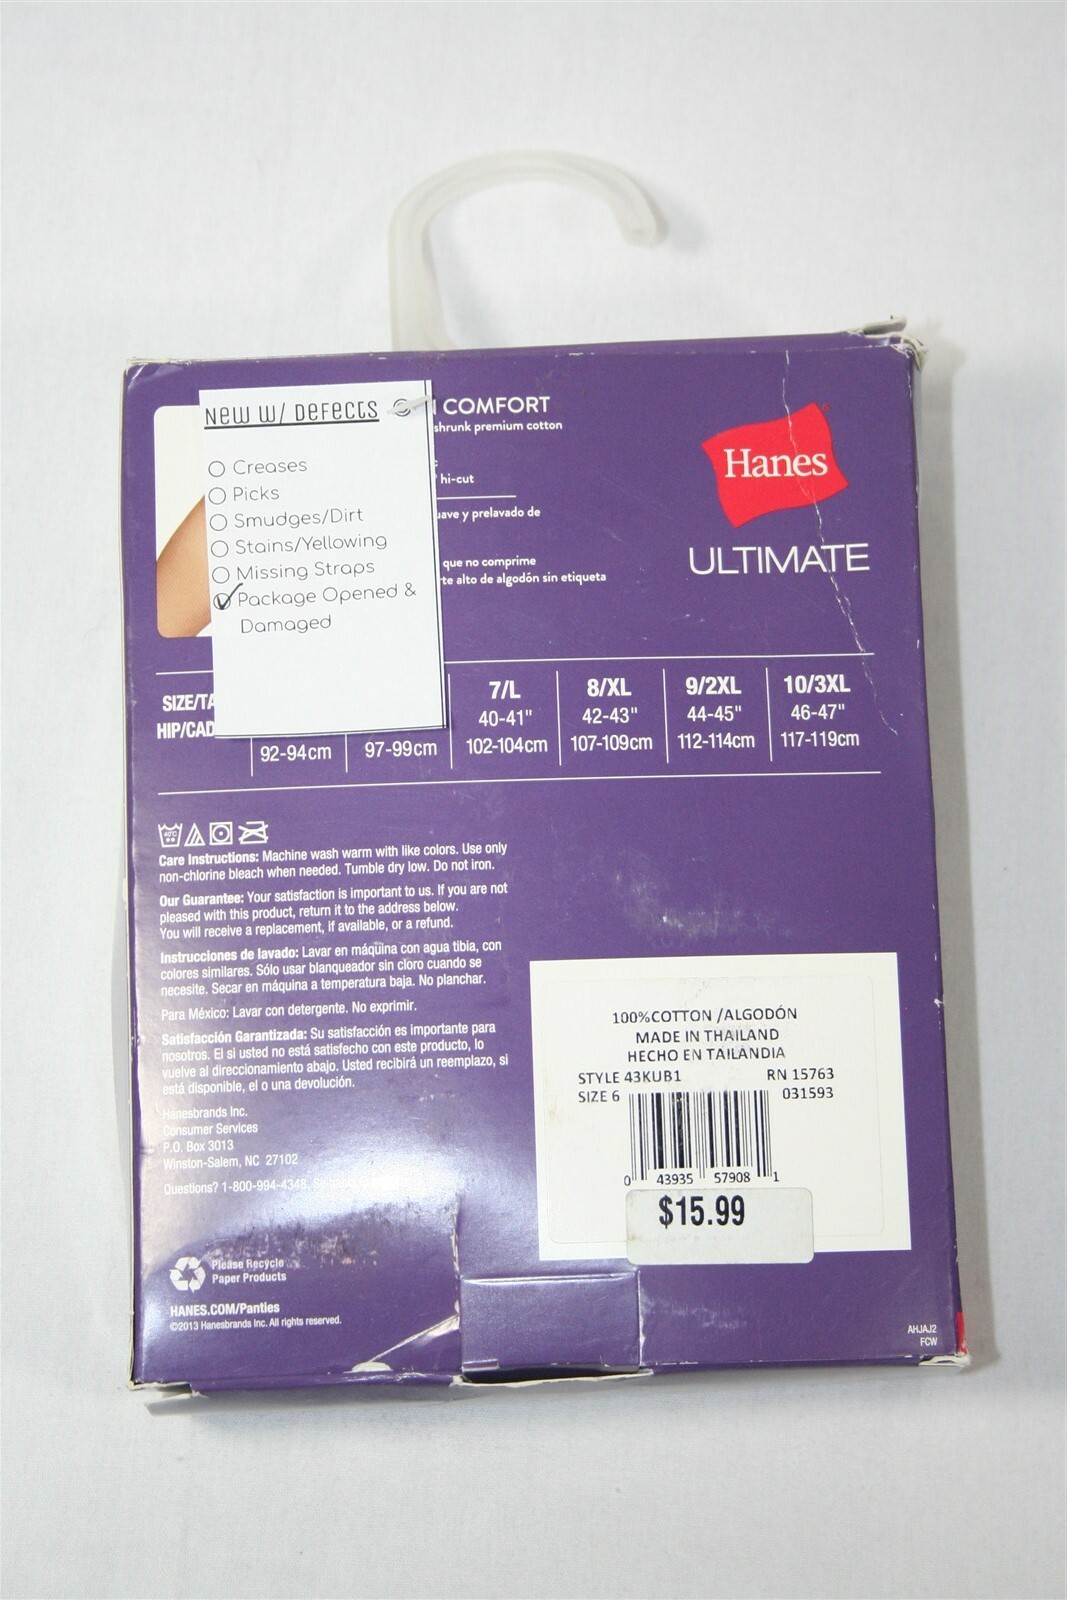 New w/ Defects
Creases
Picks
Smudges/Dirt
Stains/Yellowing
Missing Straps
Package Opened &
Damaged
COMFORT
shrunk premium cotton
hi-cut
uave y prelavado de
que no comprime
te alto de algodón sin etiqueta
Hanes
ULTIMATE
SIZE/TA 7/L 8/XL 9/2XL 10/3XL
HIP/CAD 40-41" 42-43" 44-45" 46-47"
92-94cm 97-99cm 102-104cm 107-109cm 112-114cm 117-119cm
40°C
Care Instructions: Machine wash warm with like colors. Use only
non-chlorine bleach when needed. Tumble dry low. Do not iron.
Our Guarantee: Your satisfaction is important to us. If you are not
pleased with this product, return it to the address below.
You will receive a replacement, if available, or a refund.
Instrucciones de lavado: Lavar en máquina con agua tibia, con
colores similares. Sólo usar blanqueador sin cloro cuando se
necesite. Secar en máquina a temperatura baja. No planchar.
Para México: Lavar con detergente. No exprimir.
Satisfacción Garantizada: Su satisfacción es importante para
nosotros. El si usted no está satisfecho con este producto, lo
vuelve al direccionamiento abajo. Usted recibirá un reemplazo, si
está disponible, el o una devolución.
Hanesbrands Inc.
Consumer Services
P.O. Box 3013
Winston-Salem, NC 27102
Questions? 1-800-994-4348
Please Recycle
Paper Products
HANES.COM/Panties
©2013 Hanesbrands Inc. All rights reserved.
100%COTTON /ALGODÓN
MADE IN THAILAND
HECHO EN TAILANDIA
STYLE 43KUB1 RN 15763
SIZE 6 031593
0 43935 57908 1
$15.99
AHJAJ2
FCW